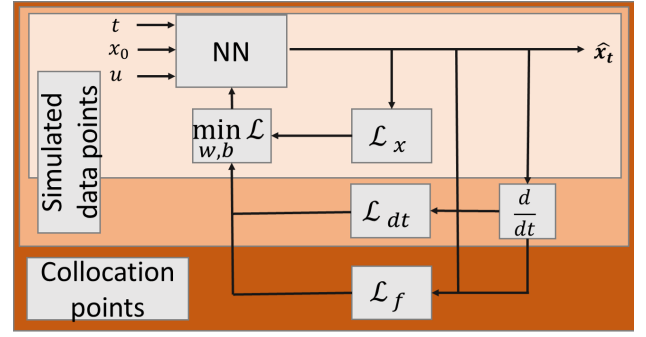 t
x₀
u
NN
x̂ₜ
Simulated
data points
min ℒ
w,b
ℒ x
ℒ dt
d
dt
Collocation
points
ℒ f